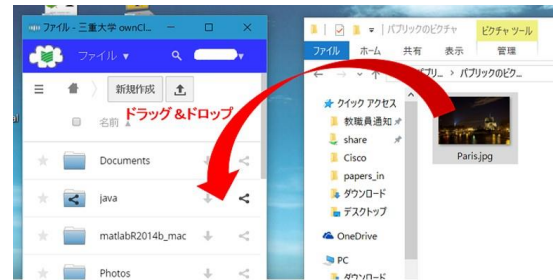 ファイル - 三重大学 ownCl...
ファイル ▼
新規作成
ドラッグ&ドロップ
名前 ▲
Documents
java
matlabR2014b_mac
Photos
パブリックのピクチャ
ピクチャ ツール
ファイル
ホーム
共有
表示
管理
パブリ... > パブリックのピク...
クイック アクセス
教職員通知
share
Cisco
papers_in
ダウンロード
デスクトップ
OneDrive
PC
ダウンロード
Paris.jpg